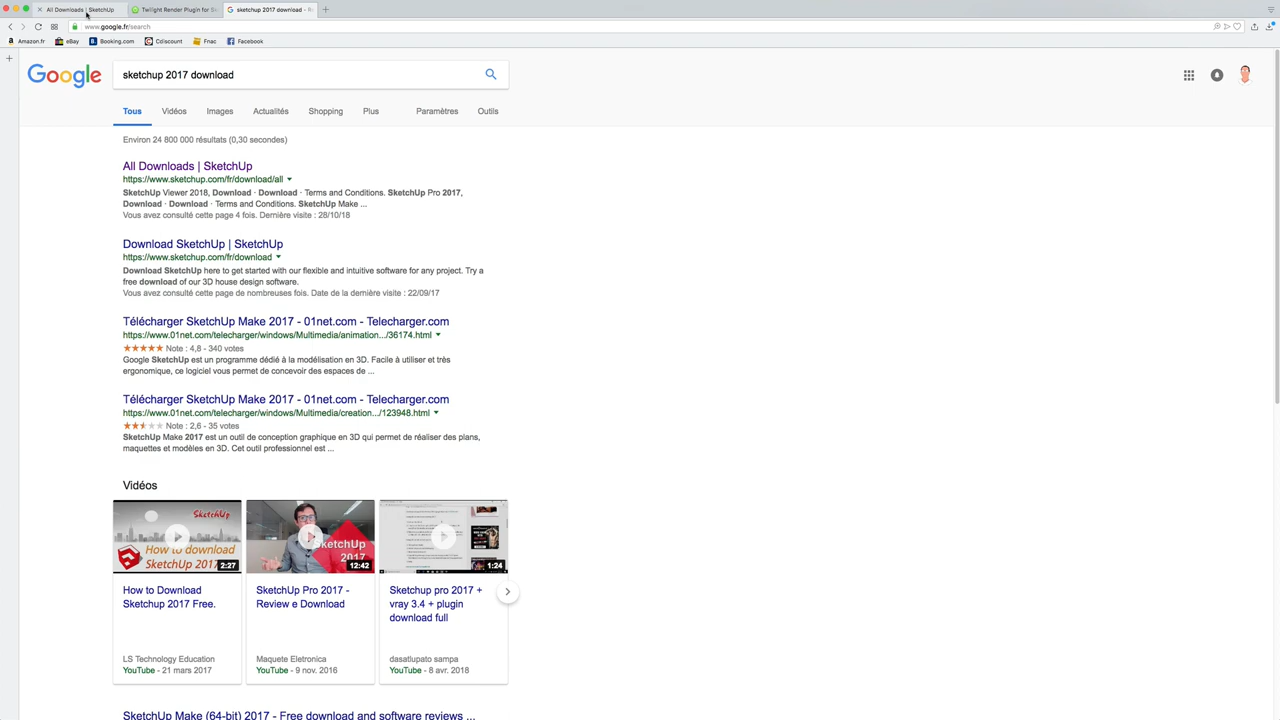 All Downloads | SketchUp
Twilight Render Plugin for Sk
sketchup 2017 download - R
www.google.fr/search
Amazon.fr
eBay
Booking.com
Cdiscount
Fnac
Facebook
Google
sketchup 2017 download
Tous
Vidéos
Images
Actualités
Shopping
Plus
Paramètres
Outils
Environ 24 800 000 résultats (0,30 secondes)
All Downloads | SketchUp
https://www.sketchup.com/fr/download/all
SketchUp Viewer 2018, Download · Download · Terms and Conditions. SketchUp Pro 2017,
Download · Download · Terms and Conditions. SketchUp Make ...
Vous avez consulté cette page 4 fois. Dernière visite : 28/10/18
Download SketchUp | SketchUp
https://www.sketchup.com/fr/download
Download SketchUp here to get started with our flexible and intuitive software for any project. Try a
free download of our 3D house design software.
Vous avez consulté cette page de nombreuses fois. Date de la dernière visite : 22/09/17
Télécharger SketchUp Make 2017 - 01net.com - Telecharger.com
https://www.01net.com/telecharger/windows/Multimedia/animation.../36174.html
Note : 4,8 - 340 votes
Google SketchUp est un programme dédié à la modélisation en 3D. Facile à utiliser et très
ergonomique, ce logiciel vous permet de concevoir des espaces de ...
Télécharger SketchUp Make 2017 - 01net.com - Telecharger.com
https://www.01net.com/telecharger/windows/Multimedia/creation.../123948.html
Note : 2,6 - 35 votes
SketchUp Make 2017 est un outil de conception graphique en 3D qui permet de réaliser des plans,
maquettes et modèles en 3D. Cet outil professionnel est ...
Vidéos
SketchUp
How to download
SketchUp 2017
2:27
SketchUp
2017
12:42
1:24
How to Download
Sketchup 2017 Free.
LS Technology Education
YouTube - 21 mars 2017
SketchUp Pro 2017 -
Review e Download
Maquete Eletronica
YouTube - 9 nov. 2016
Sketchup pro 2017 +
vray 3.4 + plugin
download full
dasatlupato sampa
YouTube - 8 avr. 2018
SketchUp Make (64-bit) 2017 - Free download and software reviews ...